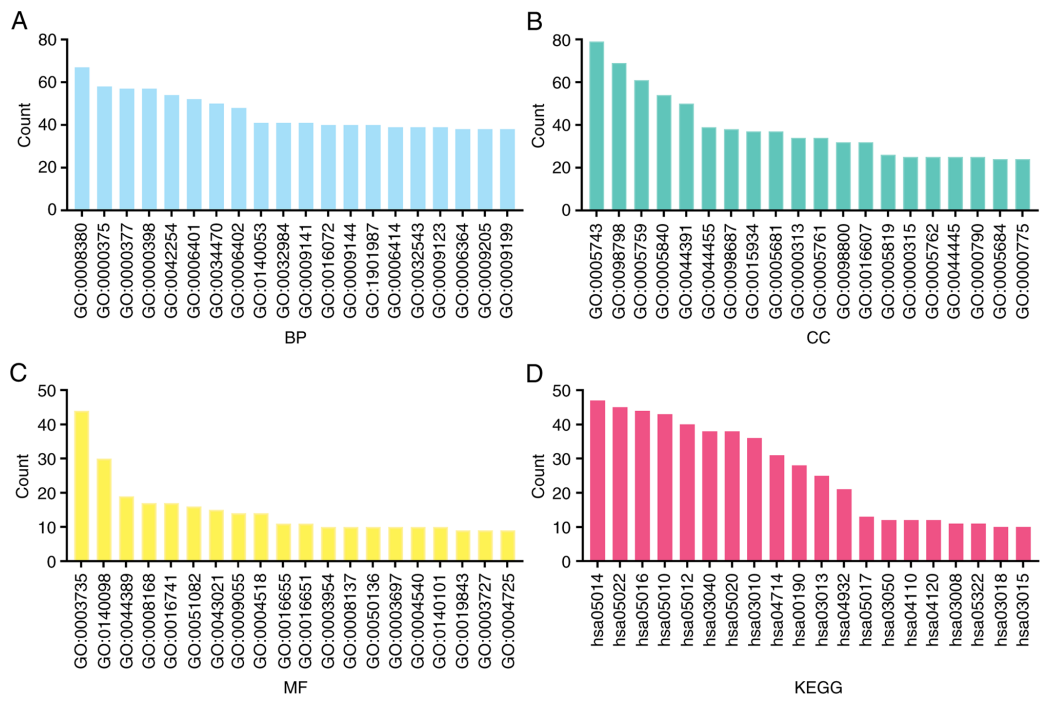 A
Count
80
60
40
20
0
GO:0008380
GO:0000375
GO:0000377
GO:0000398
GO:0042254
GO:0006401
GO:0034470
GO:0006402
GO:0140053
GO:0032984
GO:0009141
GO:0016072
GO:0009144
GO:1901987
GO:0006414
GO:0032543
GO:0009123
GO:0006364
GO:0009205
GO:0009199
BP
B
Count
80
60
40
20
0
GO:0005743
GO:0098798
GO:0005759
GO:0005840
GO:0044391
GO:0044455
GO:0098687
GO:0015934
GO:0005681
GO:0000313
GO:0005761
GO:0098800
GO:0016607
GO:0005819
GO:0000315
GO:0005762
GO:0044445
GO:0000790
GO:0005684
GO:0000775
CC
C
Count
50
40
30
20
10
0
GO:0003735
GO:0140098
GO:0044389
GO:0008168
GO:0016741
GO:0051082
GO:0043021
GO:0009055
GO:0004518
GO:0016655
GO:0016651
GO:0003954
GO:0008137
GO:0050136
GO:0003697
GO:0004540
GO:0140101
GO:0019843
GO:0003727
GO:0004725
MF
D
Count
50
40
30
20
10
0
hsa05014
hsa05022
hsa05016
hsa05010
hsa05012
hsa03040
hsa05020
hsa03010
hsa04714
hsa00190
hsa03013
hsa04932
hsa05017
hsa03050
hsa04110
hsa04120
hsa03008
hsa05322
hsa03018
hsa03015
KEGG